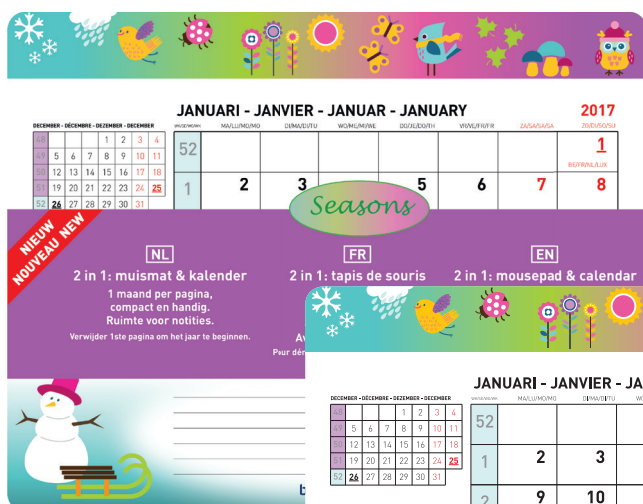 JANUARI - JANVIER - JANUAR - JANUARY 2017
DECEMBER - DÉCEMBRE - DEZEMBER - DECEMBER
MA/LU/MO/MO DI/MA/DI/TU WO/ME/MI/WE DO/JE/DO/TH VR/VE/FR/FR ZA/SA/SA/SA ZO/DI/SO/SU
48 1 2 3 4
49 5 6 7 8 9 10 11
50 12 13 14 15 16 17 18
51 19 20 21 22 23 24 25
52 26 27 28 29 30 31
52 1
BE/FR/NL/LUX
1 2 3 5 6 7 8
Seasons
NIEUW
NOUVEAU NEW
NL
2 in 1: muismat & kalender
1 maand per pagina,
compact en handig.
Ruimte voor notities.
Verwijder 1ste pagina om het jaar te beginnen.
FR
2 in 1: tapis de souris
EN
2 in 1: mousepad & calendar
JANUARI - JANVIER - JA
DECEMBER - DÉCEMBRE - DEZEMBER - DECEMBER
MA/LU/MO/MO DI/MA/DI/TU
48 1 2 3 4
49 5 6 7 8 9 10 11
50 12 13 14 15 16 17 18
51 19 20 21 22 23 24 25
52 26 27 28 29 30 31
52
1 2 3
2 9 10